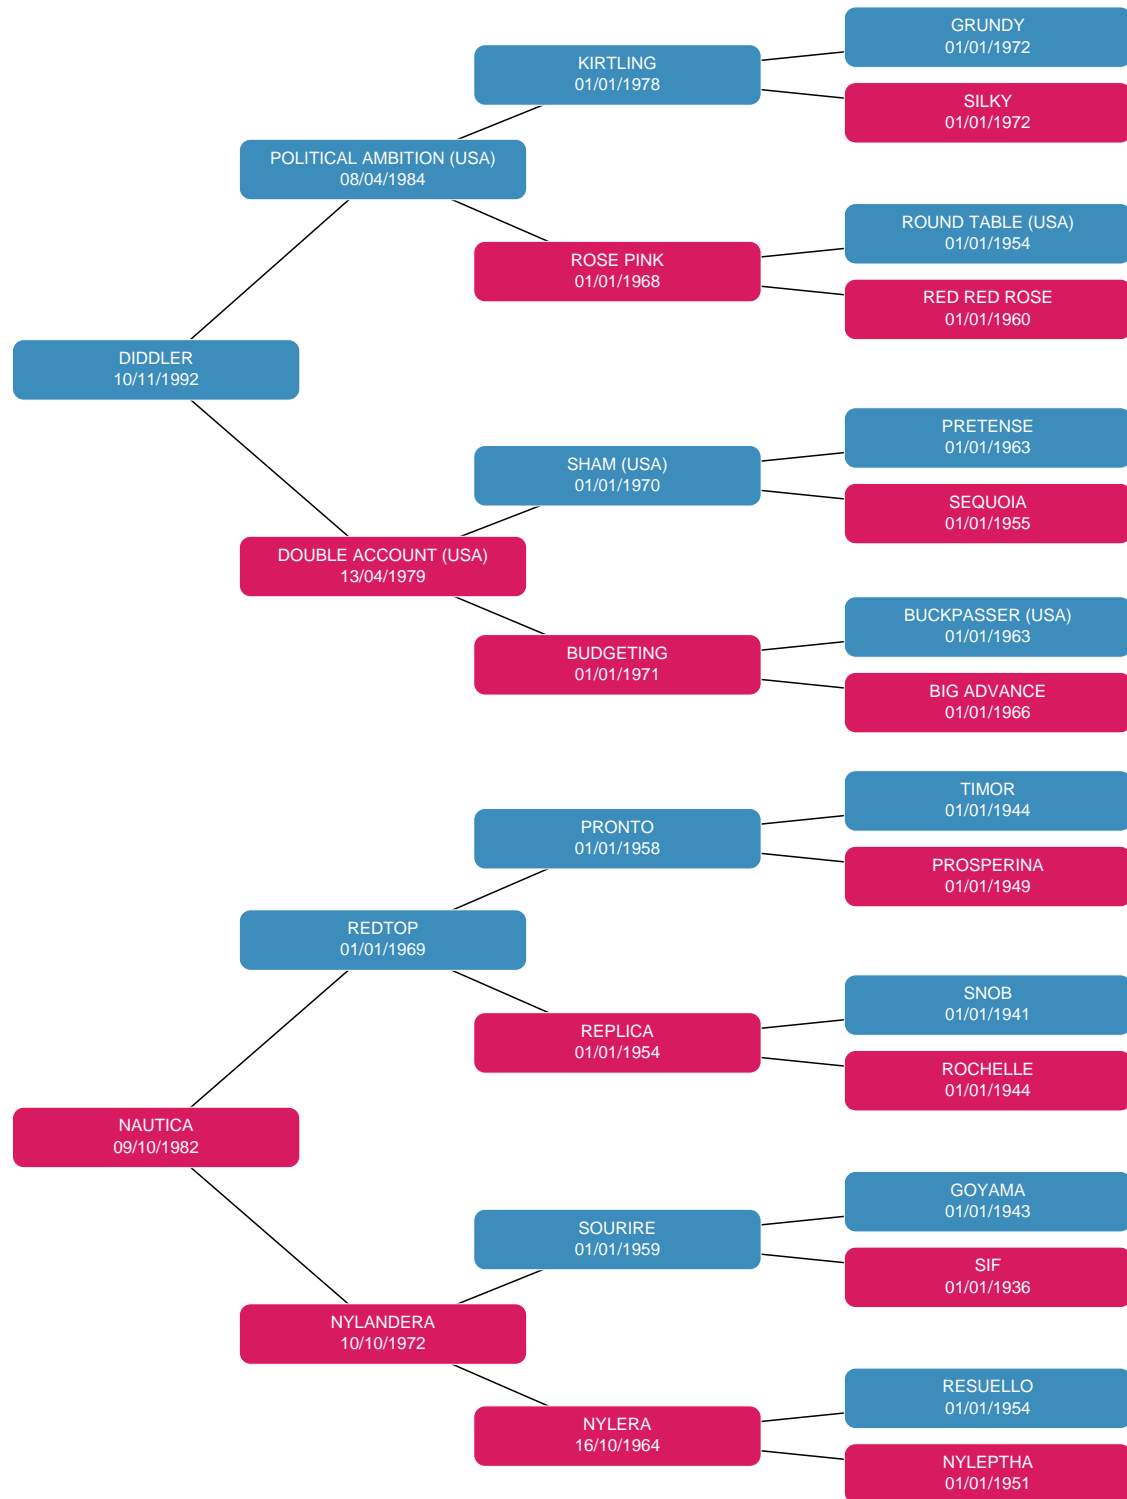 GRUNDY
01/01/1972
KIRTLING
01/01/1978
SILKY
01/01/1972
POLITICAL AMBITION (USA)
08/04/1984
ROUND TABLE (USA)
01/01/1954
ROSE PINK
01/01/1968
RED RED ROSE
01/01/1960
DIDDLER
10/11/1992
PRETENSE
01/01/1963
SHAM (USA)
01/01/1970
SEQUOIA
01/01/1955
DOUBLE ACCOUNT (USA)
13/04/1979
BUCKPASSER (USA)
01/01/1963
BUDGETING
01/01/1971
BIG ADVANCE
01/01/1966
TIMOR
01/01/1944
PRONTO
01/01/1958
PROSPERINA
01/01/1949
REDTOP
01/01/1969
SNOB
01/01/1941
REPLICA
01/01/1954
ROCHELLE
01/01/1944
NAUTICA
09/10/1982
GOYAMA
01/01/1943
SOURIRE
01/01/1959
SIF
01/01/1936
NYLANDERA
10/10/1972
RESUELLO
01/01/1954
NYLERA
16/10/1964
NYLEPTHA
01/01/1951